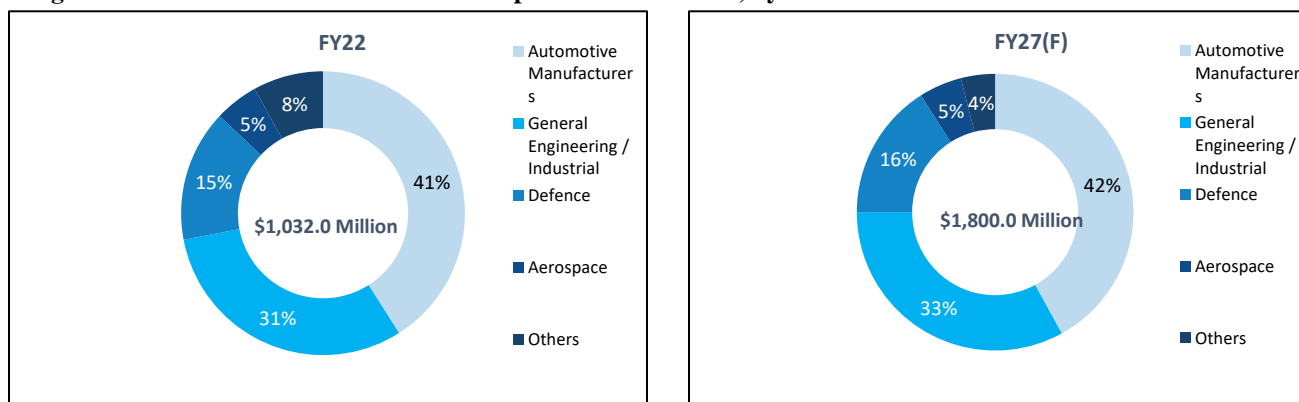 FY22
8%
5%
15%
41%
31%
$1,032.0 Million
Automotive
Manufacturer
s
General
Engineering /
Industrial
Defence
Aerospace
Others
FY27(F)
4%
5%
16%
42%
33%
$1,800.0 Million
Automotive
Manufacturer
s
General
Engineering /
Industrial
Defence
Aerospace
Others